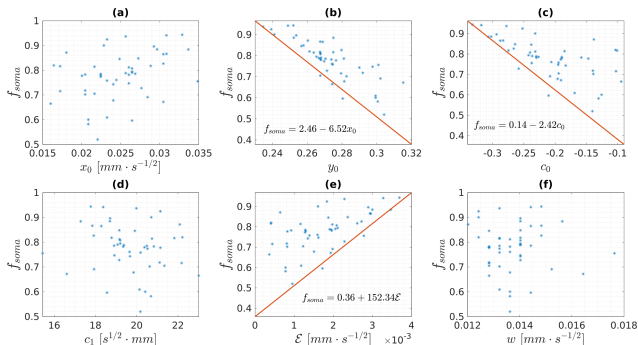 (a)
f_soma
1
0.9
0.8
0.7
0.6
0.5
0.015 0.02 0.025 0.03 0.035
x_0 [mm · s^{-1/2}]
(b)
f_soma
0.9
0.8
0.7
0.6
0.5
0.4
f_soma = 2.46 − 6.52x_0
0.24 0.26 0.28 0.3 0.32
y_0
(c)
f_soma
0.9
0.8
0.7
0.6
0.5
0.4
f_soma = 0.14 − 2.42c_0
-0.3 -0.25 -0.2 -0.15 -0.1
c_0
(d)
f_soma
1
0.9
0.8
0.7
0.6
0.5
16 18 20 22
c_1 [s^{1/2} · mm]
(e)
f_soma
0.9
0.8
0.7
0.6
0.5
0.4
f_soma = 0.36 + 152.34ℰ
0 1 2 3 4
ℰ [mm · s^{-1/2}] ×10^{-3}
(f)
f_soma
1
0.9
0.8
0.7
0.6
0.5
0.012 0.014 0.016 0.018
w [mm · s^{-1/2}]